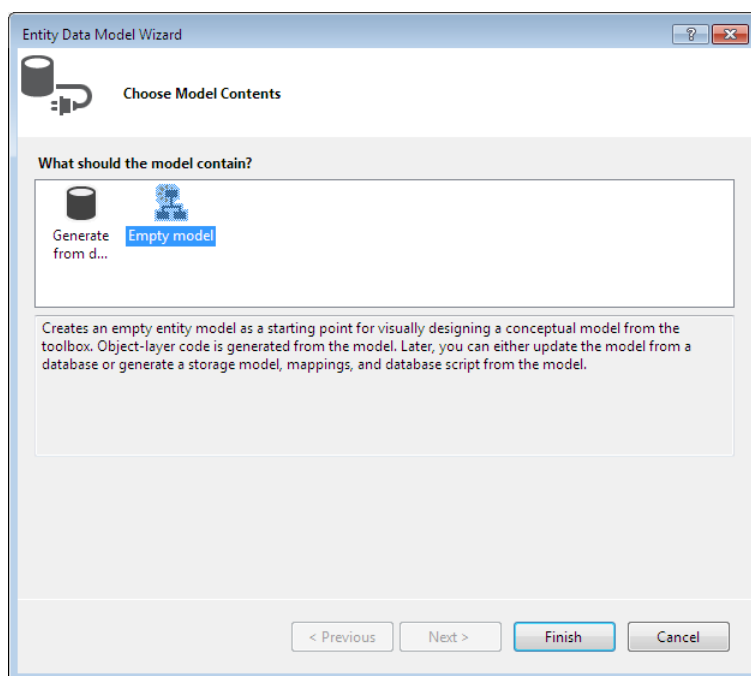 Entity Data Model Wizard
Choose Model Contents
What should the model contain?
Generate
from d...
Empty model
Creates an empty entity model as a starting point for visually designing a conceptual model from the
toolbox. Object-layer code is generated from the model. Later, you can either update the model from a
database or generate a storage model, mappings, and database script from the model.
< Previous
Next >
Finish
Cancel